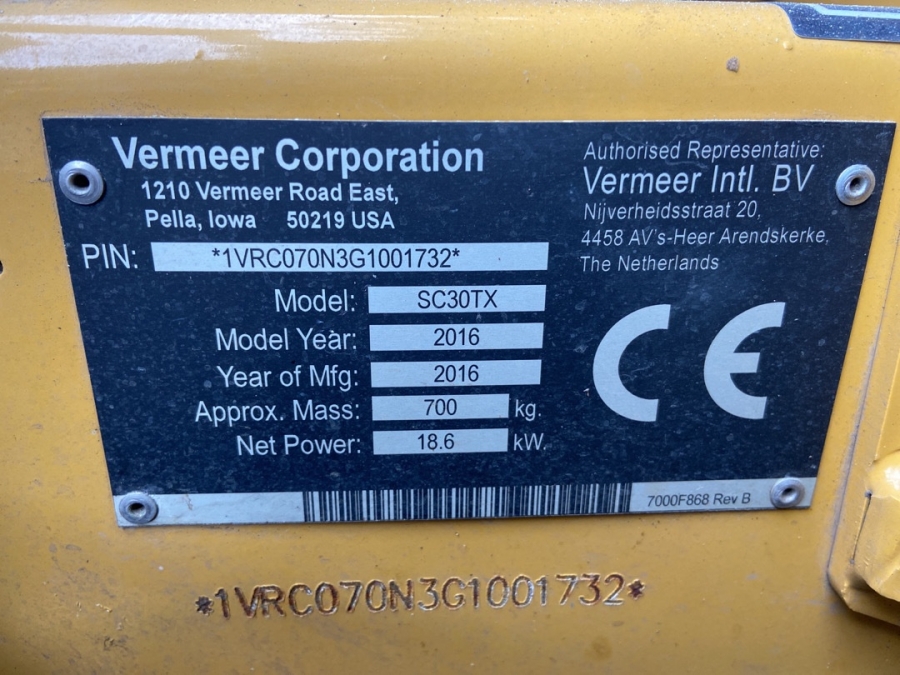 Vermeer Corporation
1210 Vermeer Road East,
Pella, Iowa 50219 USA
Authorised Representative:
Vermeer Intl. BV
Nijverheidsstraat 20,
4458 AV's-Heer Arendskerke,
The Netherlands
PIN: *1VRC070N3G1001732*
Model: SC30TX
Model Year: 2016
Year of Mfg: 2016
Approx. Mass: 700 kg.
Net Power: 18.6 kW.
CE
7000F868 Rev B
*1VRC070N3G1001732*